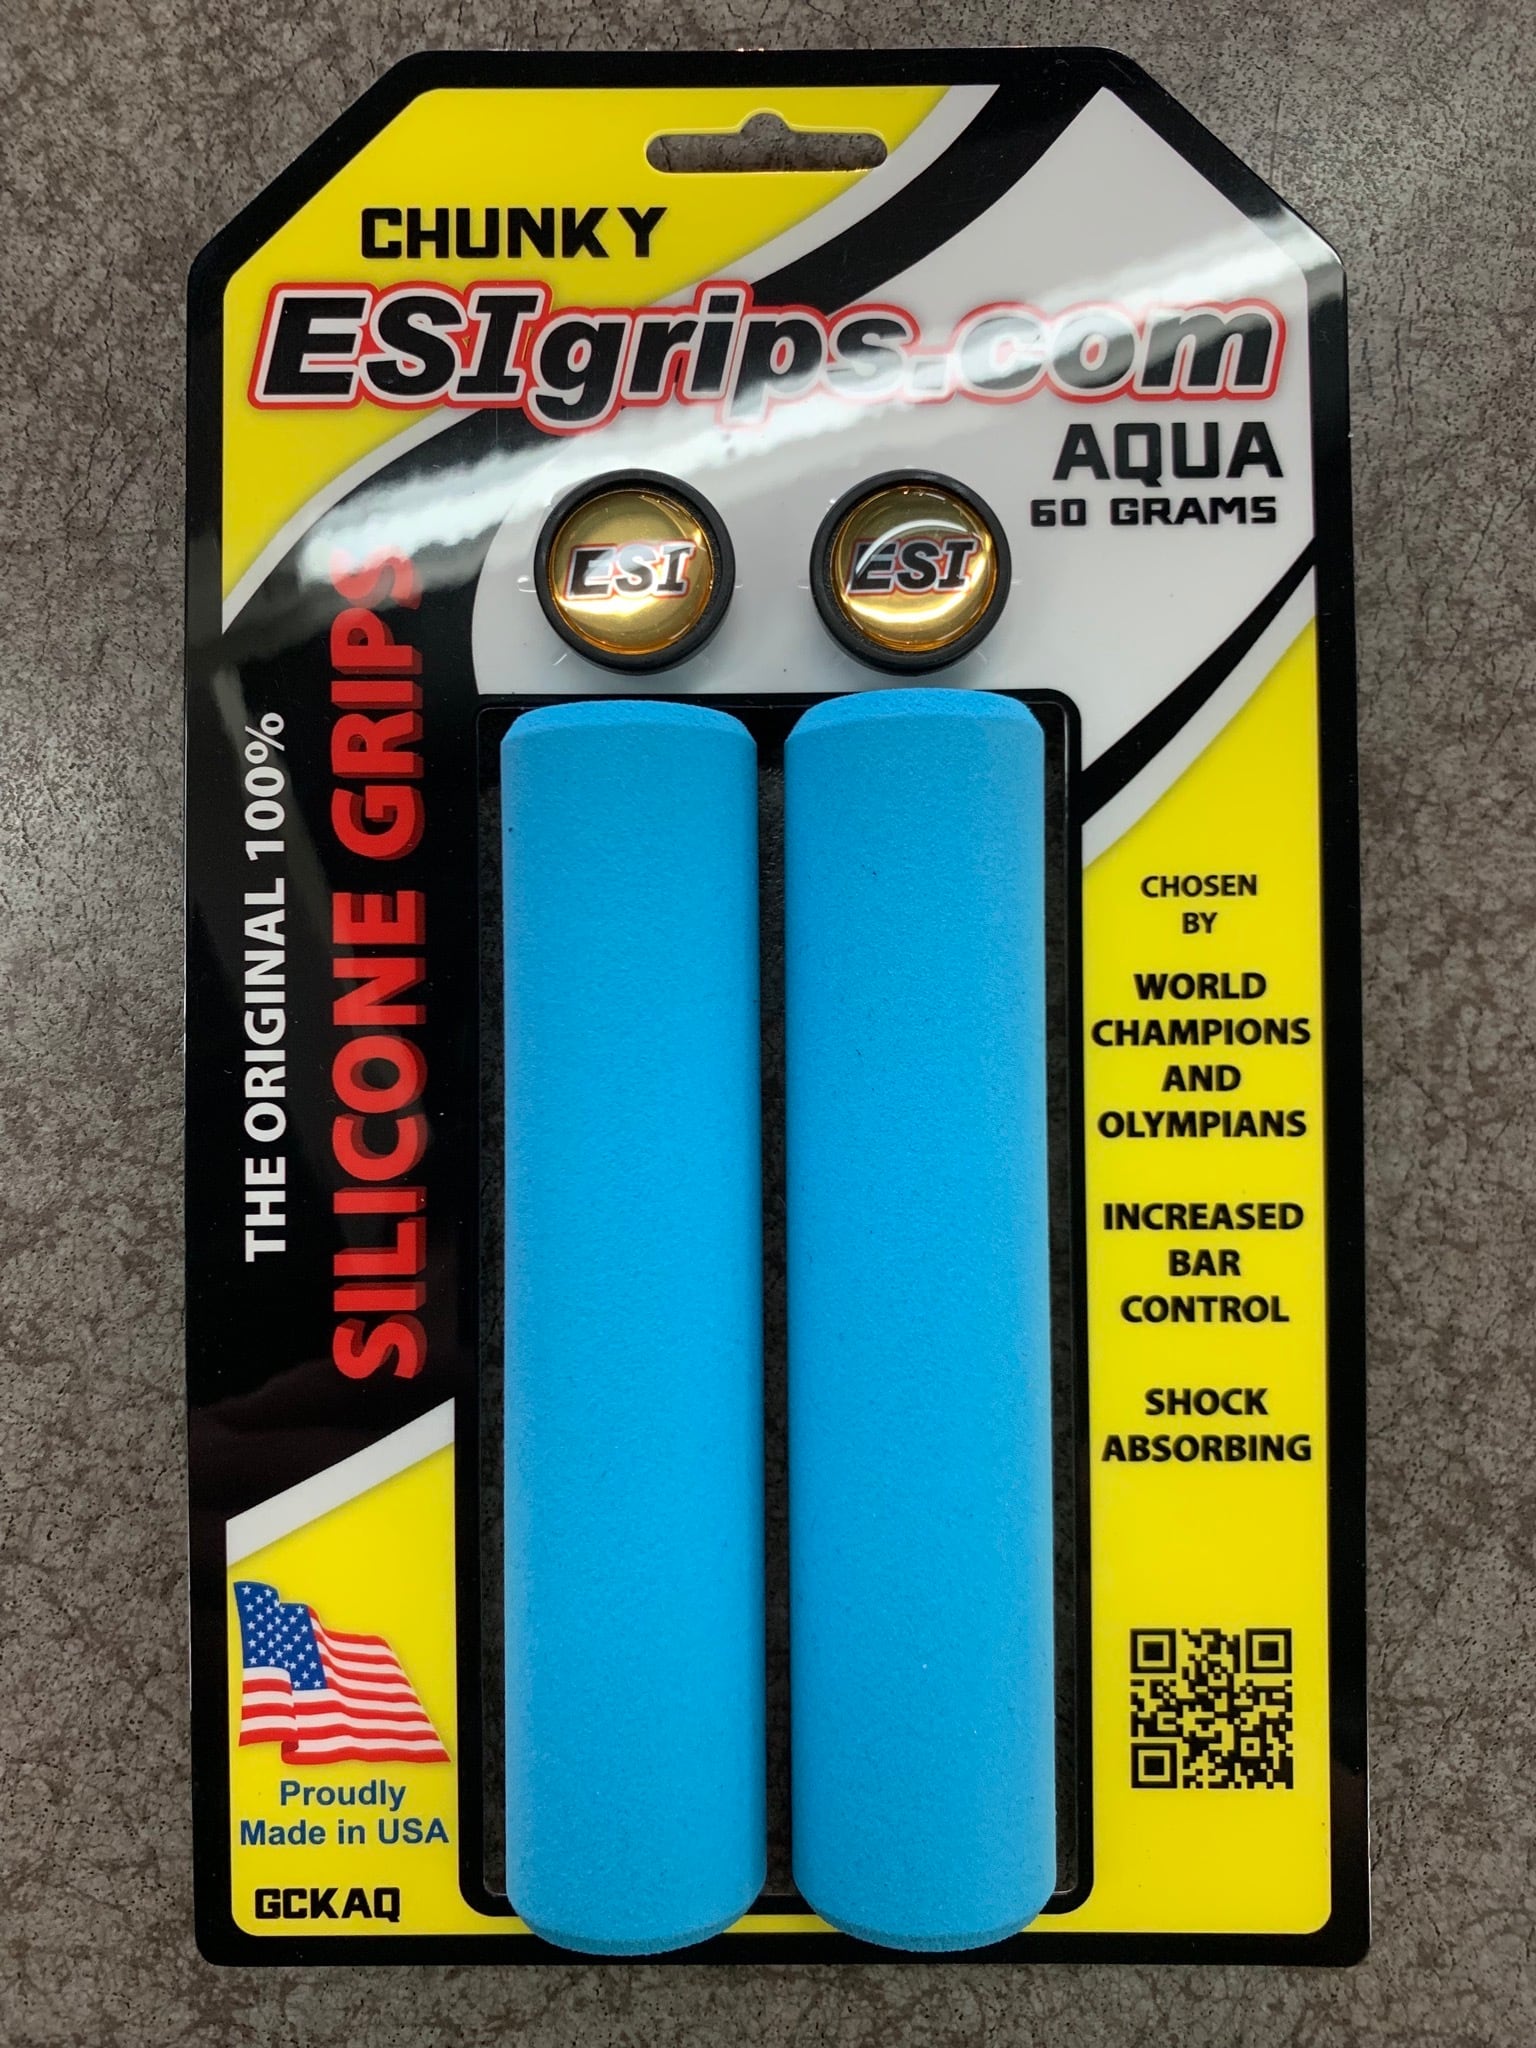 CHUNKY
ESIgrips.com
AQUA
60 GRAMS
ESI
ESI
THE ORIGINAL 100%
SILICONE GRIPS
CHOSEN
BY
WORLD
CHAMPIONS
AND
OLYMPIANS
INCREASED
BAR
CONTROL
SHOCK
ABSORBING
Proudly
Made in USA
GCKAQ